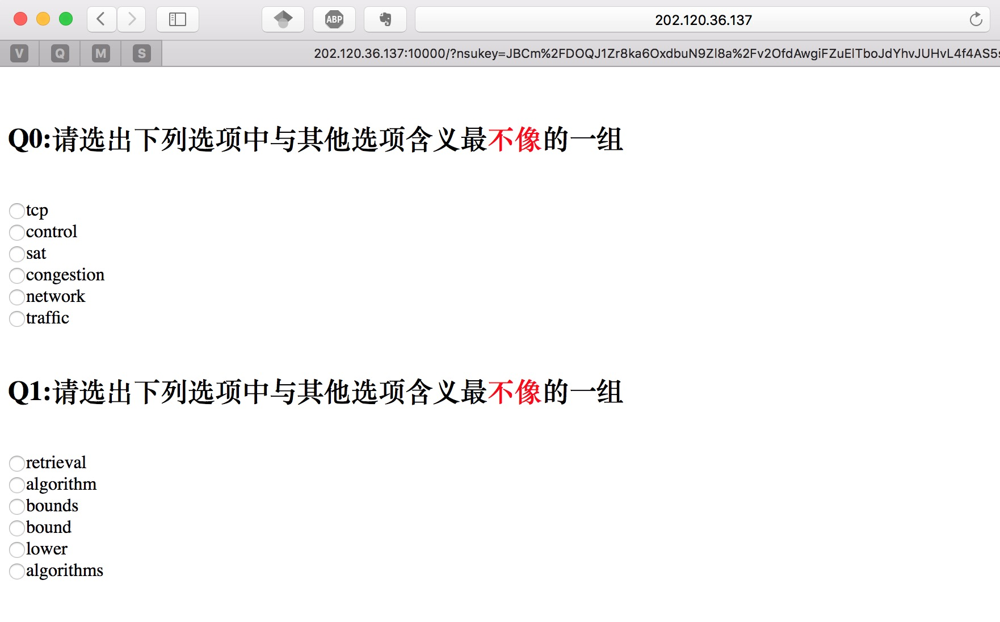 ABP
202.120.36.137
V Q M S
202.120.36.137:10000/?nsukey=JBCm%2FDOQJ1Zr8ka6OxdbuN9Zl8a%2Fv2OfdAwgiFZuElTboJdYhvJUHvL4f4AS5s
Q0:请选出下列选项中与其他选项含义最不像的一组
tcp
control
sat
congestion
network
traffic
Q1:请选出下列选项中与其他选项含义最不像的一组
retrieval
algorithm
bounds
bound
lower
algorithms